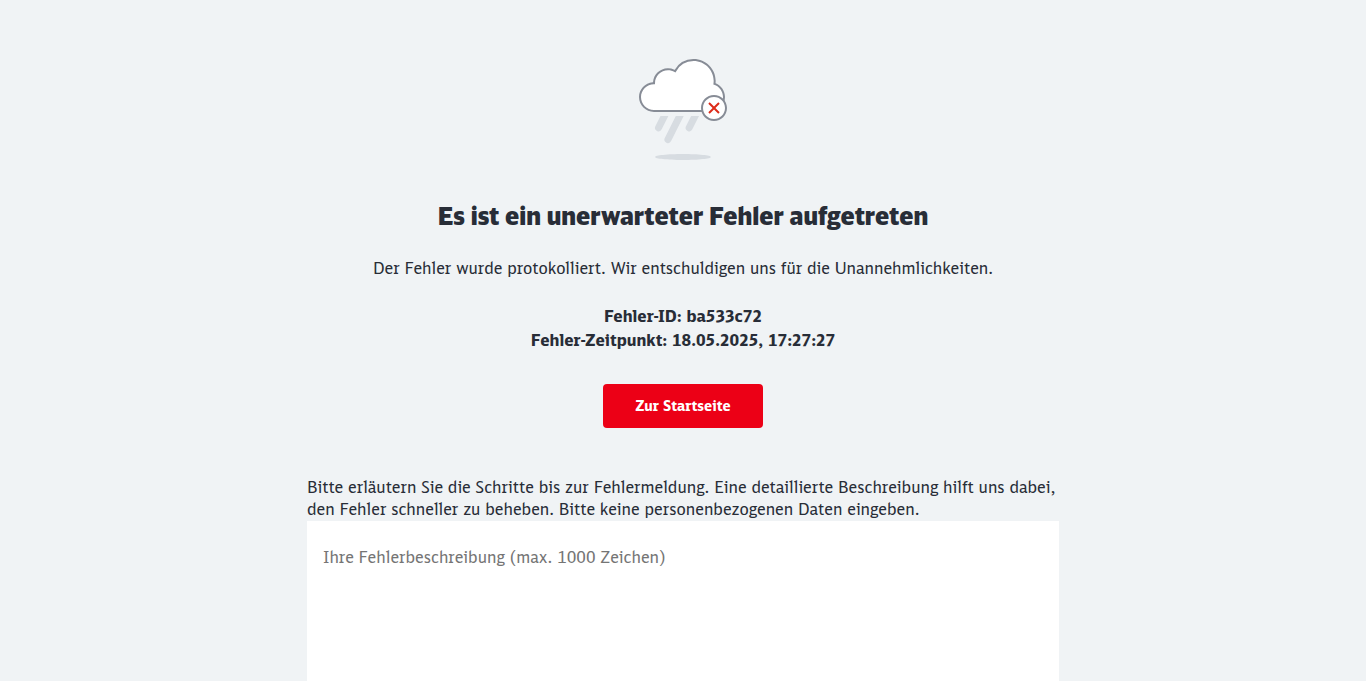 Es ist ein unerwarteter Fehler aufgetreten
Der Fehler wurde protokolliert. Wir entschuldigen uns für die Unannehmlichkeiten.
Fehler-ID: ba533c72
Fehler-Zeitpunkt: 18.05.2025, 17:27:27
Zur Startseite
Bitte erläutern Sie die Schritte bis zur Fehlermeldung. Eine detaillierte Beschreibung hilft uns dabei,
den Fehler schneller zu beheben. Bitte keine personenbezogenen Daten eingeben.
Ihre Fehlerbeschreibung (max. 1000 Zeichen)